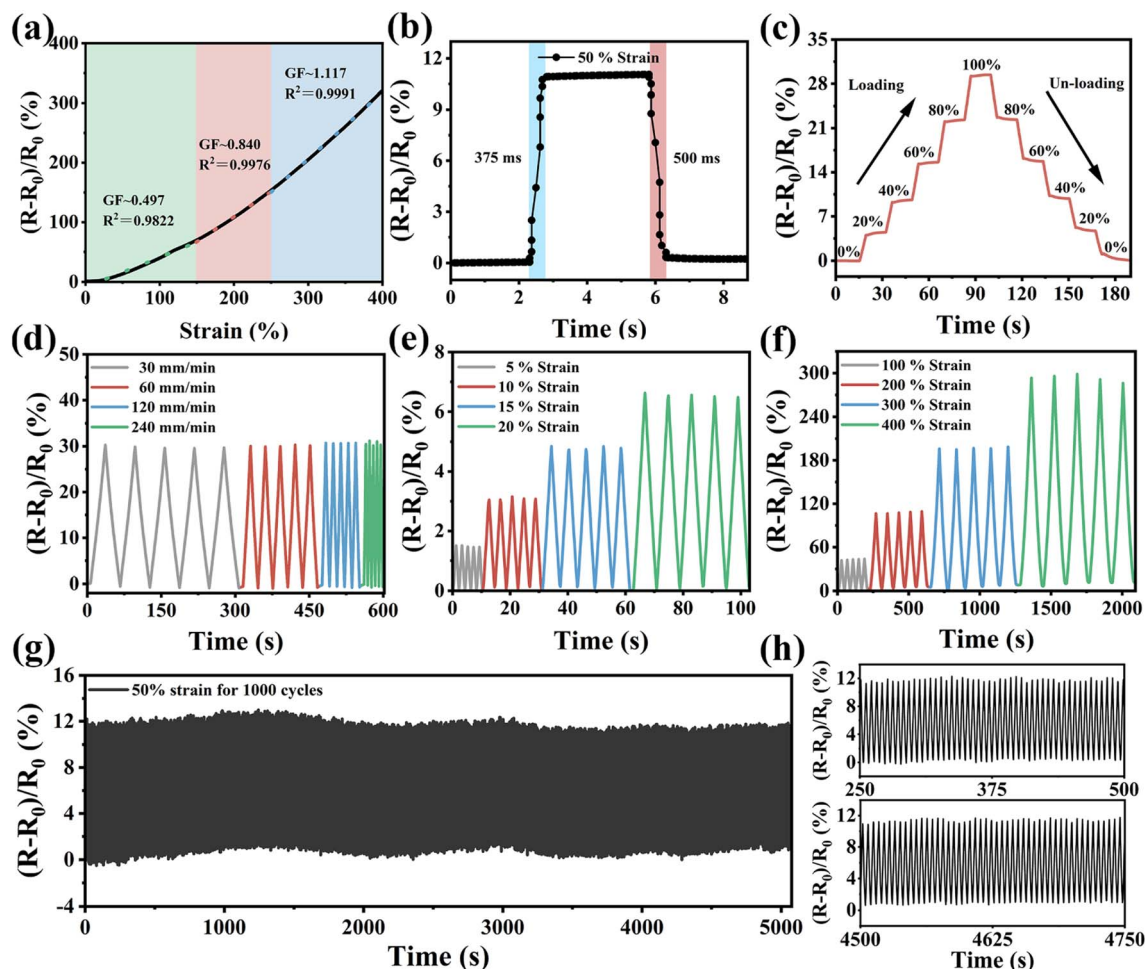 (a)
400
300
200
100
0
(R-R₀)/R₀ (%)
GF~0.497
R²=0.9822
GF~0.840
R²=0.9976
GF~1.117
R²=0.9991
0 100 200 300 400
Strain (%)
(b)
12
9
6
3
0
(R-R₀)/R₀ (%)
50 % Strain
375 ms
500 ms
0 2 4 6 8
Time (s)
(c)
35
28
21
14
7
0
(R-R₀)/R₀ (%)
Loading
Un-loading
0%
20%
40%
60%
80%
100%
80%
60%
40%
20%
0%
0 30 60 90 120 150 180
Time (s)
(d)
50
40
30
20
10
0
(R-R₀)/R₀ (%)
30 mm/min
60 mm/min
120 mm/min
240 mm/min
0 150 300 450 600
Time (s)
(e)
8
6
4
2
0
(R-R₀)/R₀ (%)
5 % Strain
10 % Strain
15 % Strain
20 % Strain
0 20 40 60 80 100
Time (s)
(f)
300
240
180
120
60
0
(R-R₀)/R₀ (%)
100 % Strain
200 % Strain
300 % Strain
400 % Strain
0 500 1000 1500 2000
Time (s)
(g)
16
12
8
4
0
-4
(R-R₀)/R₀ (%)
50% strain for 1000 cycles
0 1000 2000 3000 4000 5000
Time (s)
(h)
12
8
4
0
(R-R₀)/R₀ (%)
250 375 500
12
8
4
0
(R-R₀)/R₀ (%)
4500 4625 4750
Time (s)